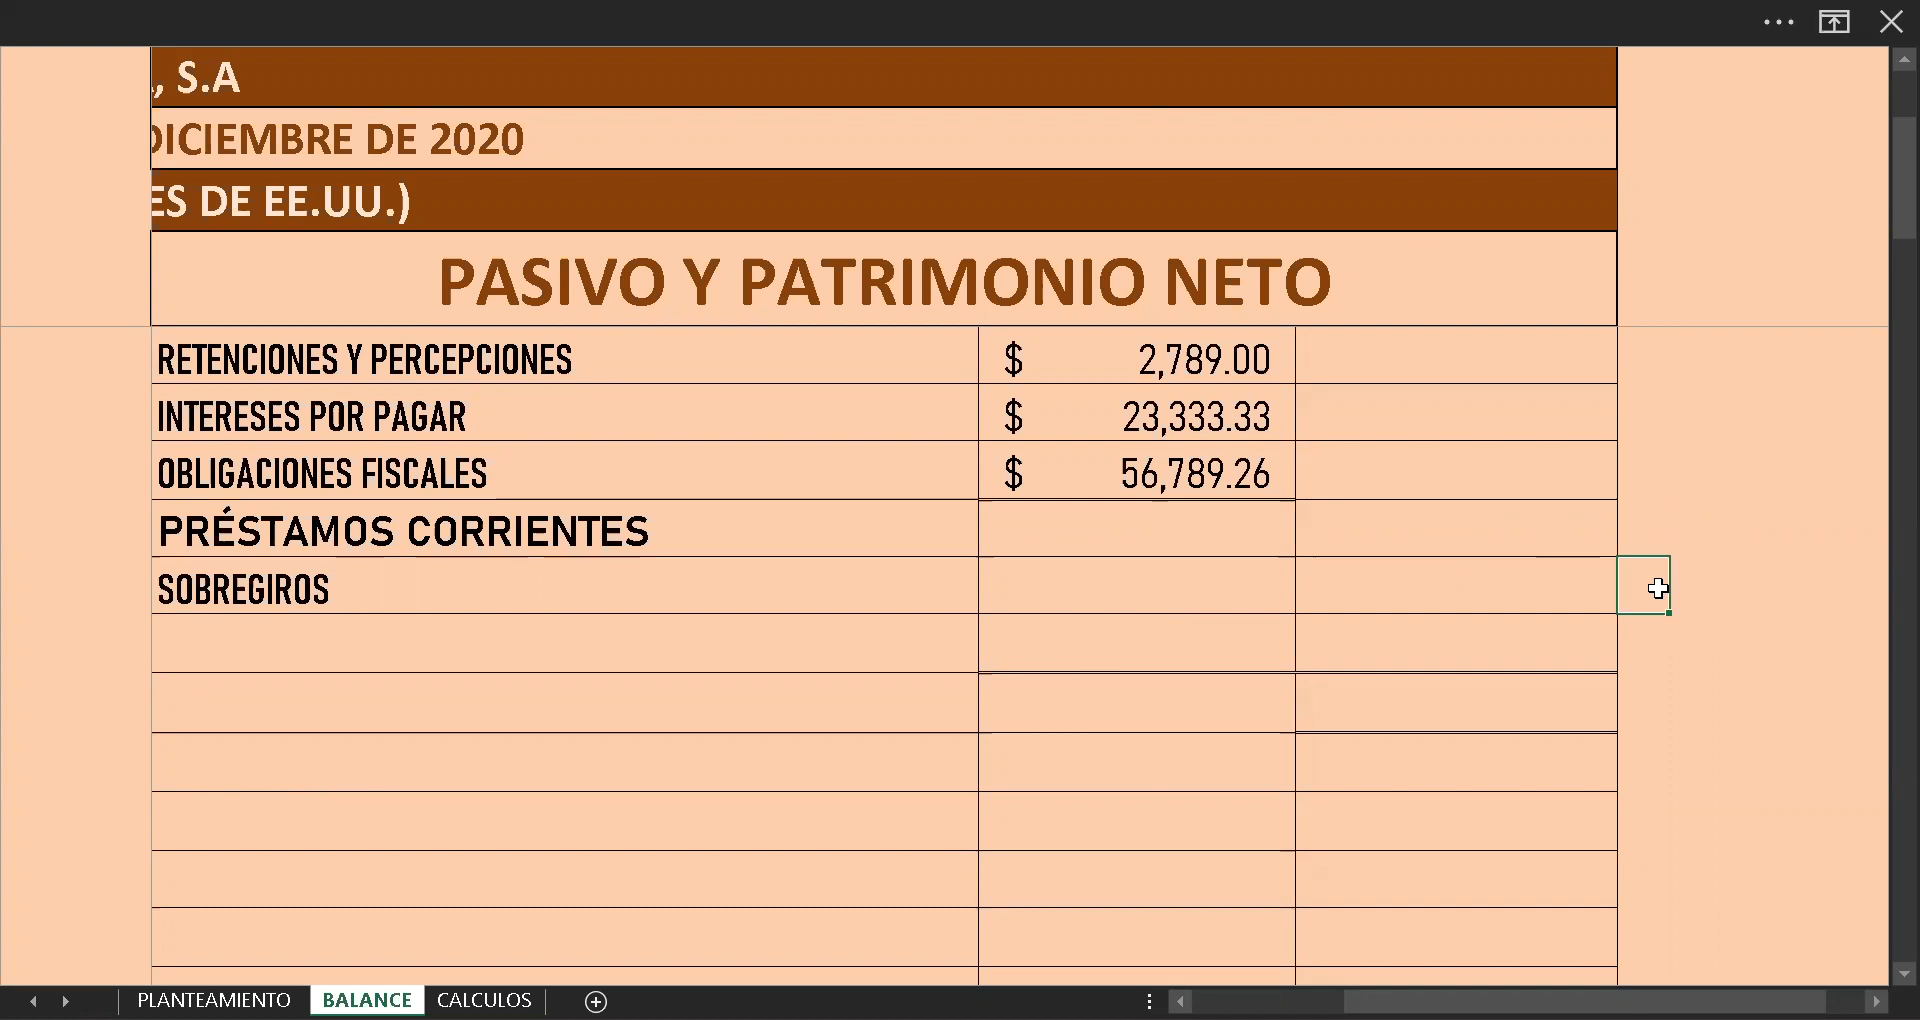 , S.A
DICIEMBRE DE 2020
ES DE EE.UU.)
PASIVO Y PATRIMONIO NETO
RETENCIONES Y PERCEPCIONES $ 2,789.00
INTERESES POR PAGAR $ 23,333.33
OBLIGACIONES FISCALES $ 56,789.26
PRÉSTAMOS CORRIENTES
SOBREGIROS
PLANTEAMIENTO BALANCE CALCULOS